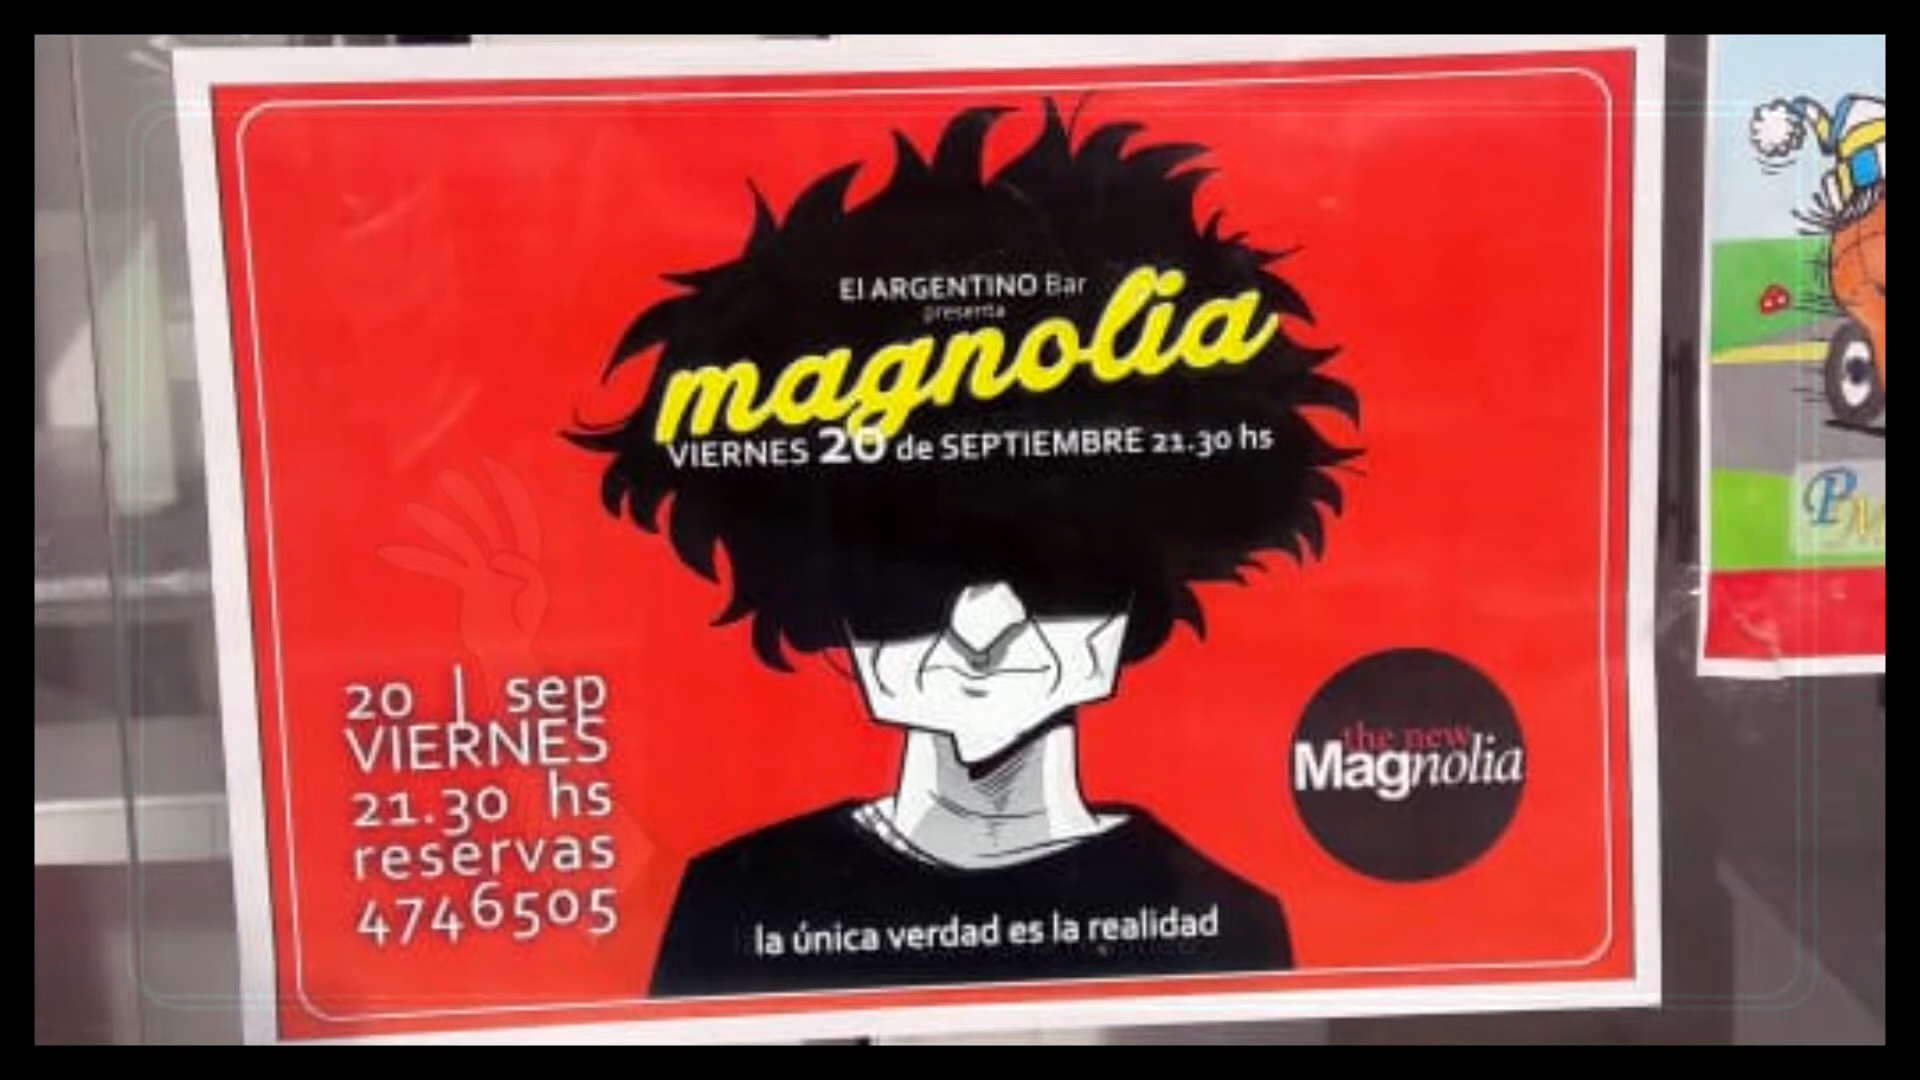 El ARGENTINO Bar
presenta
magnolia
VIERNES 20 de SEPTIEMBRE 21.30 hs
20 | sep
VIERNES
21.30 hs
reservas
4746505
the new
Magnolia
la única verdad es la realidad
P